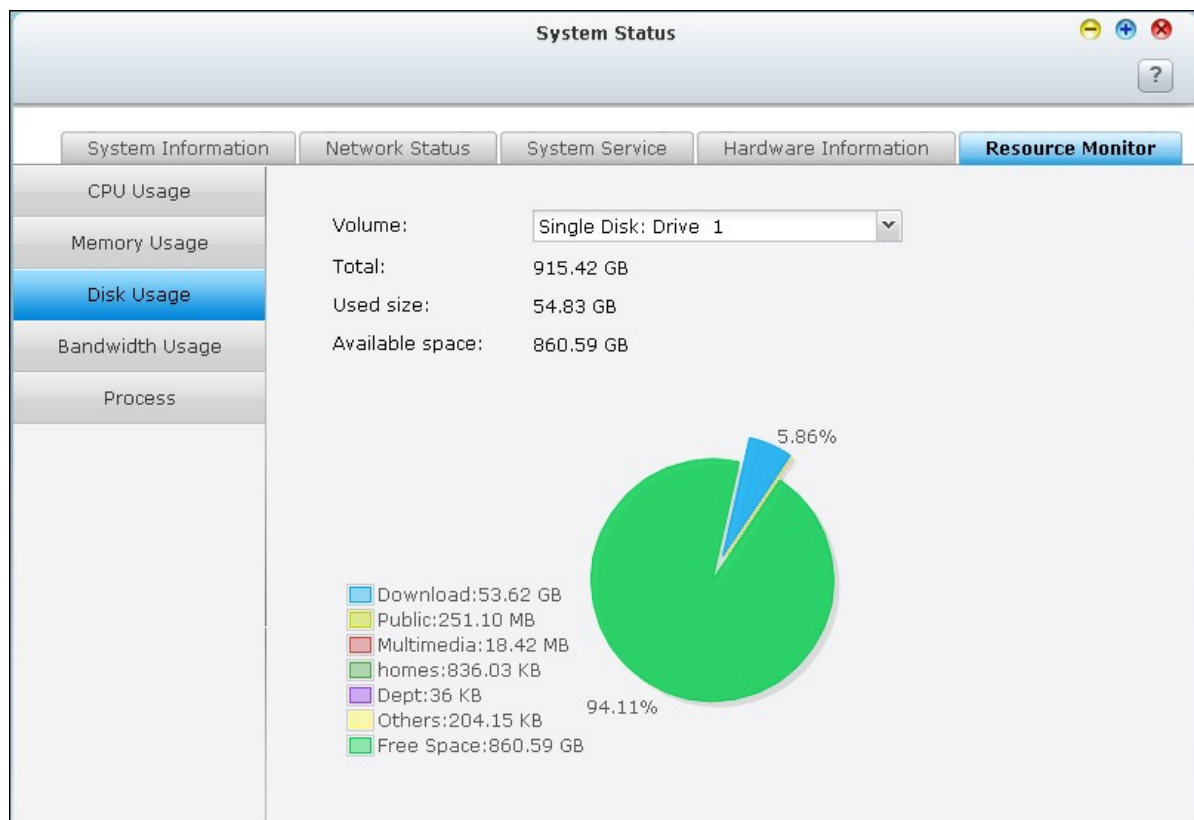 System Status
?
System Information Network Status System Service Hardware Information Resource Monitor
CPU Usage
Memory Usage
Disk Usage
Bandwidth Usage
Process
Volume: Single Disk: Drive 1
Total: 915.42 GB
Used size: 54.83 GB
Available space: 860.59 GB
5.86%
Download:53.62 GB
Public:251.10 MB
Multimedia:18.42 MB
homes:836.03 KB
Dept:36 KB
Others:204.15 KB
Free Space:860.59 GB
94.11%